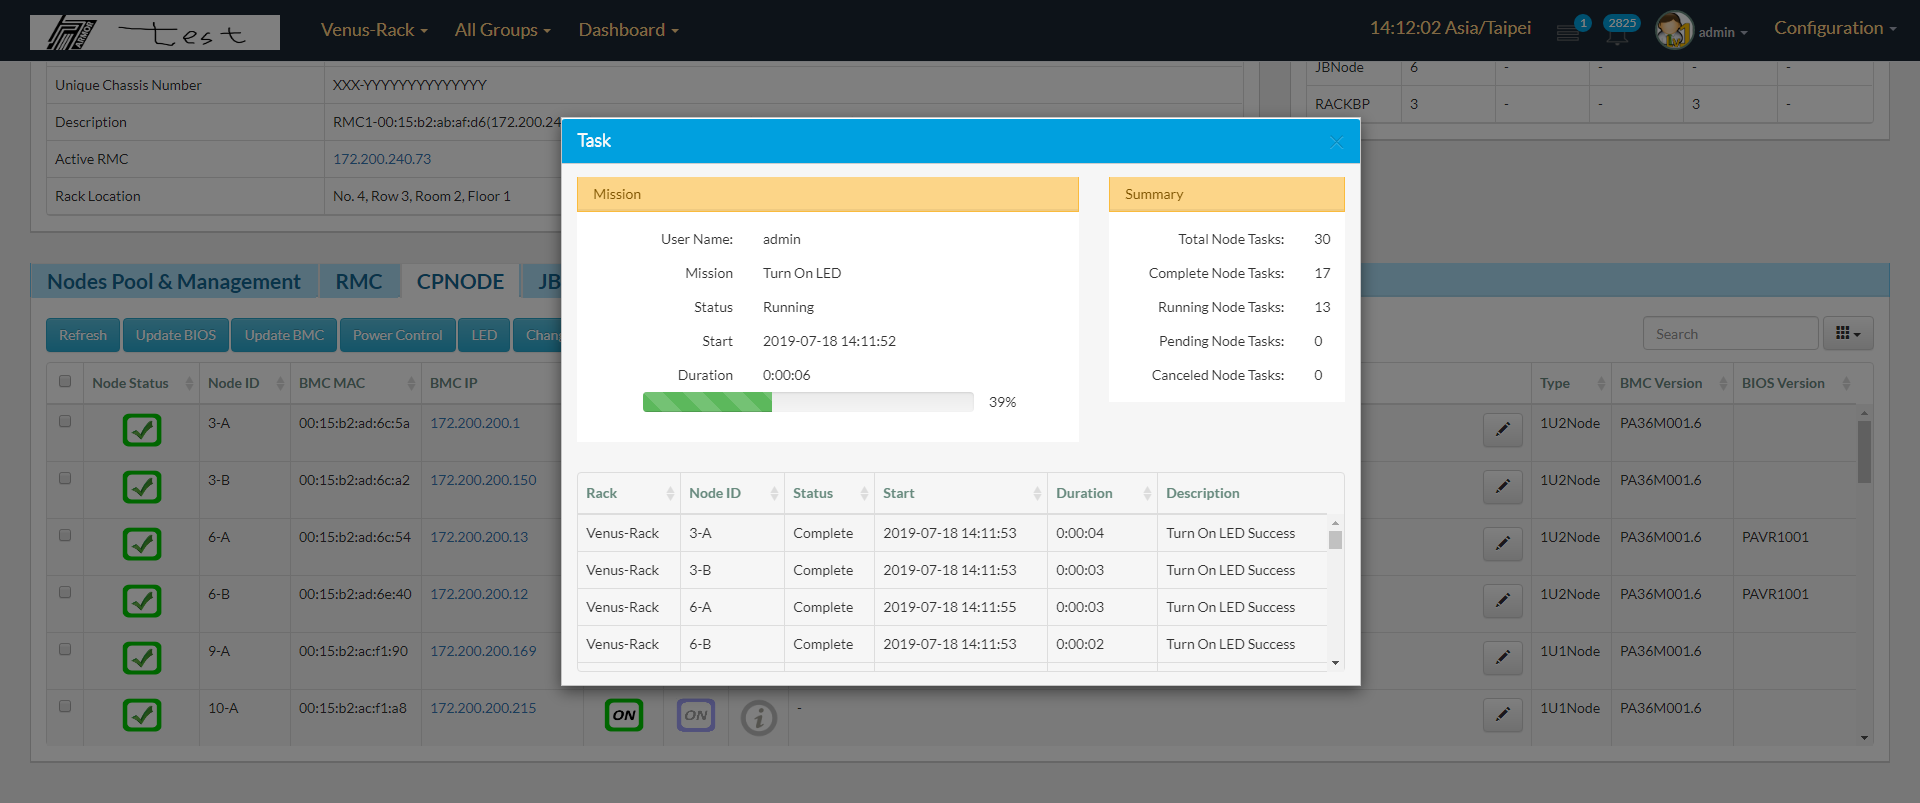 ARMOR test Venus-Rack All Groups Dashboard 14:12:02 Asia/Taipei 1 2825 admin Configuration
Unique Chassis Number XXX-YYYYYYYYYYYYYY
Description RMC1-00:15:b2:ab:af:d6(172.200.24
Active RMC 172.200.240.73
Rack Location No. 4, Row 3, Room 2, Floor 1
JBNode 6 - - - -
RACKBP 3 - - 3 -
Task
Mission
User Name: admin
Mission Turn On LED
Status Running
Start 2019-07-18 14:11:52
Duration 0:00:06
39%
Summary
Total Node Tasks: 30
Complete Node Tasks: 17
Running Node Tasks: 13
Pending Node Tasks: 0
Canceled Node Tasks: 0
Rack Node ID Status Start Duration Description
Venus-Rack 3-A Complete 2019-07-18 14:11:53 0:00:04 Turn On LED Success
Venus-Rack 3-B Complete 2019-07-18 14:11:53 0:00:03 Turn On LED Success
Venus-Rack 6-A Complete 2019-07-18 14:11:55 0:00:03 Turn On LED Success
Venus-Rack 6-B Complete 2019-07-18 14:11:53 0:00:02 Turn On LED Success
Nodes Pool & Management RMC CPNODE JB
Refresh Update BIOS Update BMC Power Control LED Chan Search
Node Status Node ID BMC MAC BMC IP Type BMC Version BIOS Version
3-A 00:15:b2:ad:6c:5a 172.200.200.1 1U2Node PA36M001.6
3-B 00:15:b2:ad:6c:a2 172.200.200.150 1U2Node PA36M001.6
6-A 00:15:b2:ad:6c:54 172.200.200.13 1U2Node PA36M001.6 PAVR1001
6-B 00:15:b2:ad:6e:40 172.200.200.12 1U2Node PA36M001.6 PAVR1001
9-A 00:15:b2:ac:f1:90 172.200.200.169 1U1Node PA36M001.6
10-A 00:15:b2:ac:f1:a8 172.200.200.215 ON ON i - 1U1Node PA36M001.6